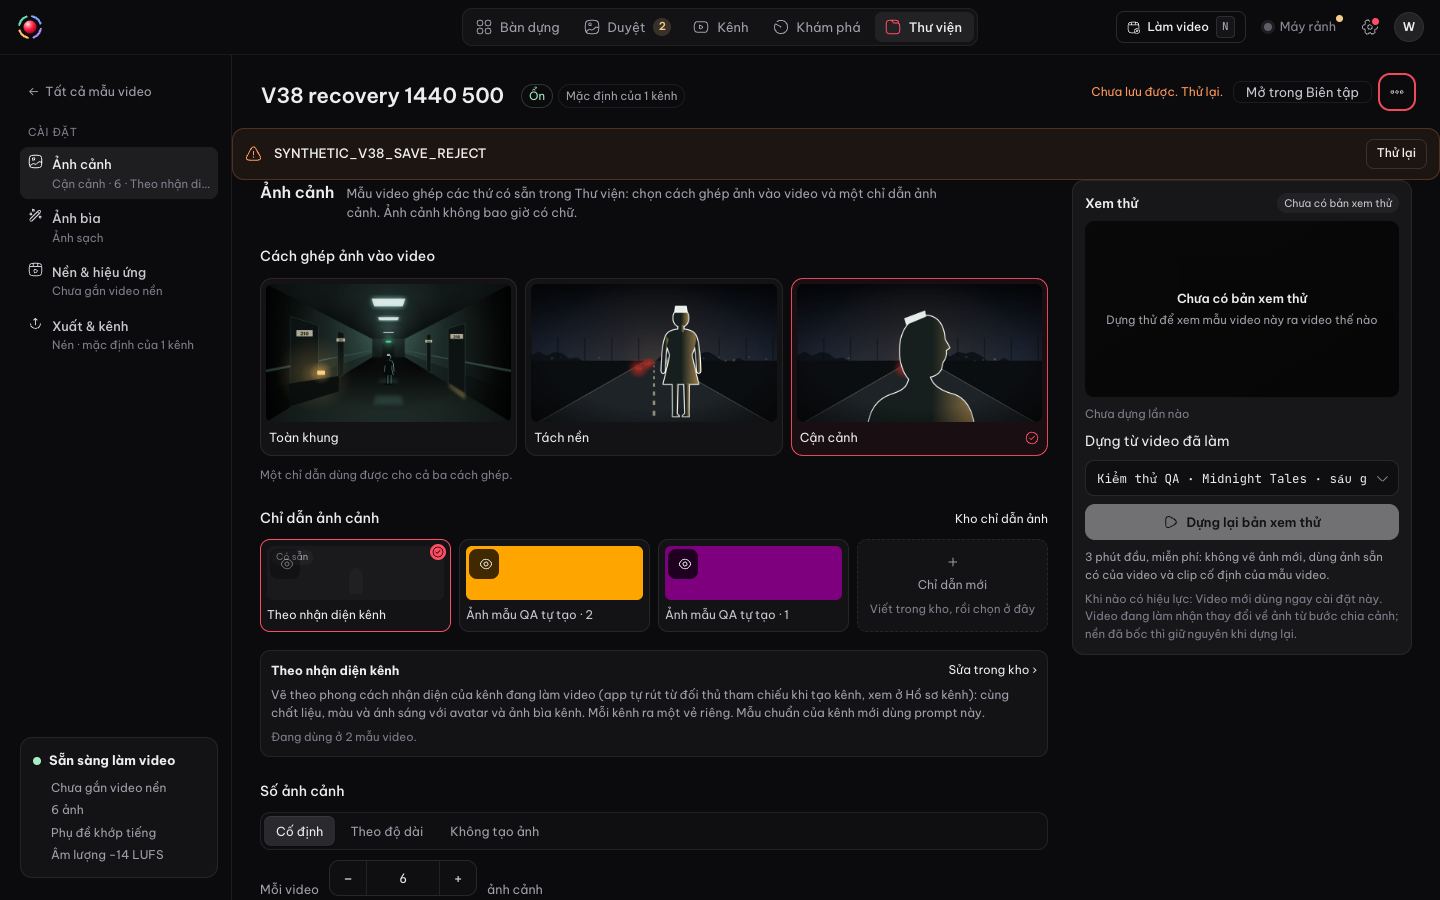 Bàn dựng
Duyệt 2
Kênh
Khám phá
Thư viện
Làm video N
Máy rảnh
W
← Tất cả mẫu video
CÀI ĐẶT
Ảnh cảnh
Cận cảnh · 6 · Theo nhận di...
Ảnh bìa
Ảnh sạch
Nền & hiệu ứng
Chưa gắn video nền
Xuất & kênh
Nén · mặc định của 1 kênh
Sẵn sàng làm video
Chưa gắn video nền
6 ảnh
Phụ đề khớp tiếng
Âm lượng -14 LUFS
V38 recovery 1440 500
Ổn
Mặc định của 1 kênh
Chưa lưu được. Thử lại.
Mở trong Biên tập
SYNTHETIC_V38_SAVE_REJECT
Thử lại
Ảnh cảnh
Mẫu video ghép các thứ có sẵn trong Thư viện: chọn cách ghép ảnh vào video và một chỉ dẫn ảnh
cảnh. Ảnh cảnh không bao giờ có chữ.
Cách ghép ảnh vào video
Toàn khung
Tách nền
Cận cảnh
Một chỉ dẫn dùng được cho cả ba cách ghép.
Chỉ dẫn ảnh cảnh
Kho chỉ dẫn ảnh
Có sẵn
Theo nhận diện kênh
Ảnh mẫu QA tự tạo · 2
Ảnh mẫu QA tự tạo · 1
+
Chỉ dẫn mới
Viết trong kho, rồi chọn ở đây
Theo nhận diện kênh
Sửa trong kho ›
Vẽ theo phong cách nhận diện của kênh đang làm video (app tự rút từ đối thủ tham chiếu khi tạo kênh, xem ở Hồ sơ kênh): cùng
chất liệu, màu và ánh sáng với avatar và ảnh bìa kênh. Mỗi kênh ra một vẻ riêng. Mẫu chuẩn của kênh mới dùng prompt này.
Đang dùng ở 2 mẫu video.
Số ảnh cảnh
Cố định
Theo độ dài
Không tạo ảnh
Mỗi video − 6 + ảnh cảnh
Xem thử
Chưa có bản xem thử
Chưa có bản xem thử
Dựng thử để xem mẫu video này ra video thế nào
Chưa dựng lần nào
Dựng từ video đã làm
Kiểm thử QA · Midnight Tales · sáu g
Dựng lại bản xem thử
3 phút đầu, miễn phí: không vẽ ảnh mới, dùng ảnh sẵn
có của video và clip cố định của mẫu video.
Khi nào có hiệu lực: Video mới dùng ngay cài đặt này.
Video đang làm nhận thay đổi về ảnh từ bước chia cảnh;
nền đã bốc thì giữ nguyên khi dựng lại.